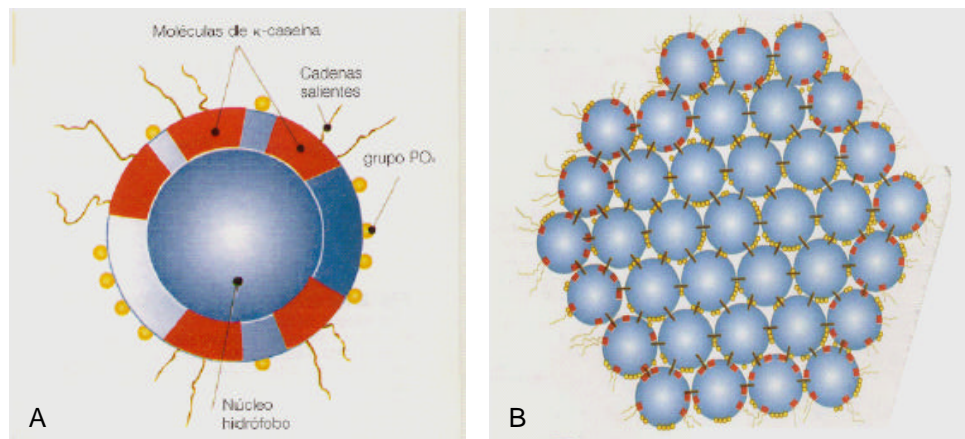 Moléculas de κ-caseína
Cadenas
salientes
grupo PO₄
Núcleo
hidrófobo
A
B